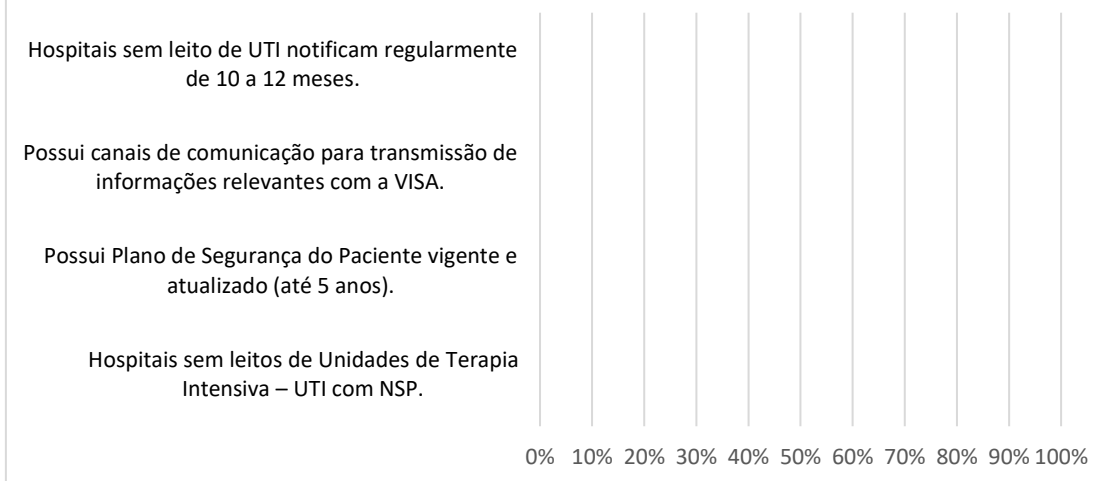 Hospitais sem leito de UTI notificam regularmente
de 10 a 12 meses.
Possui canais de comunicação para transmissão de
informações relevantes com a VISA.
Possui Plano de Segurança do Paciente vigente e
atualizado (até 5 anos).
Hospitais sem leitos de Unidades de Terapia
Intensiva – UTI com NSP.
0% 10% 20% 30% 40% 50% 60% 70% 80% 90% 100%